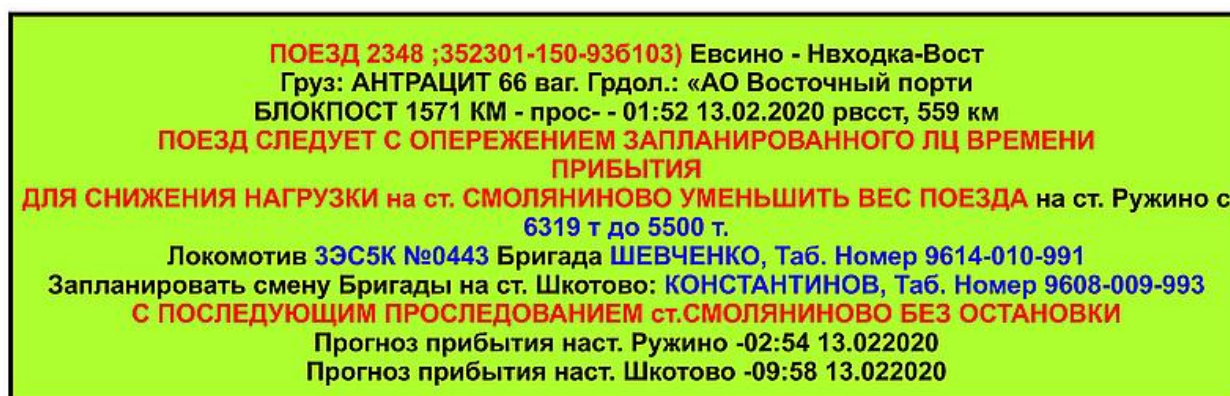 ПОЕЗД 2348 ;352301-150-936103) Евсино - Нвходка-Вост
Груз: АНТРАЦИТ 66 ваг. Грдол.: «АО Восточный порти
БЛОКПОСТ 1571 КМ - прос- - 01:52 13.02.2020 рвсст, 559 км
ПОЕЗД СЛЕДУЕТ С ОПЕРЕЖЕНИЕМ ЗАПЛАНИРОВАННОГО ЛЦ ВРЕМЕНИ
ПРИБЫТИЯ
ДЛЯ СНИЖЕНИЯ НАГРУЗКИ на ст. СМОЛЯНИНОВО УМЕНЬШИТЬ ВЕС ПОЕЗДА на ст. Ружино с
6319 т до 5500 т.
Локомотив 3ЭС5К №0443 Бригада ШЕВЧЕНКО, Таб. Номер 9614-010-991
Запланировать смену Бригады на ст. Шкотово: КОНСТАНТИНОВ, Таб. Номер 9608-009-993
С ПОСЛЕДУЮЩИМ ПРОСЛЕДОВАНИЕМ ст.СМОЛЯНИНОВО БЕЗ ОСТАНОВКИ
Прогноз прибытия наст. Ружино -02:54 13.022020
Прогноз прибытия наст. Шкотово -09:58 13.022020